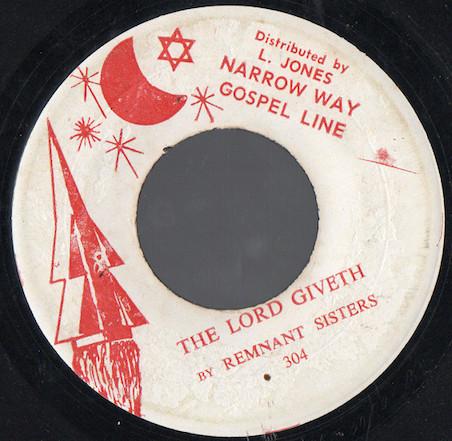 Distributed by
L. JONES
NARROW WAY
GOSPEL LINE
THE LORD GIVETH
BY REMNANT SISTERS
304